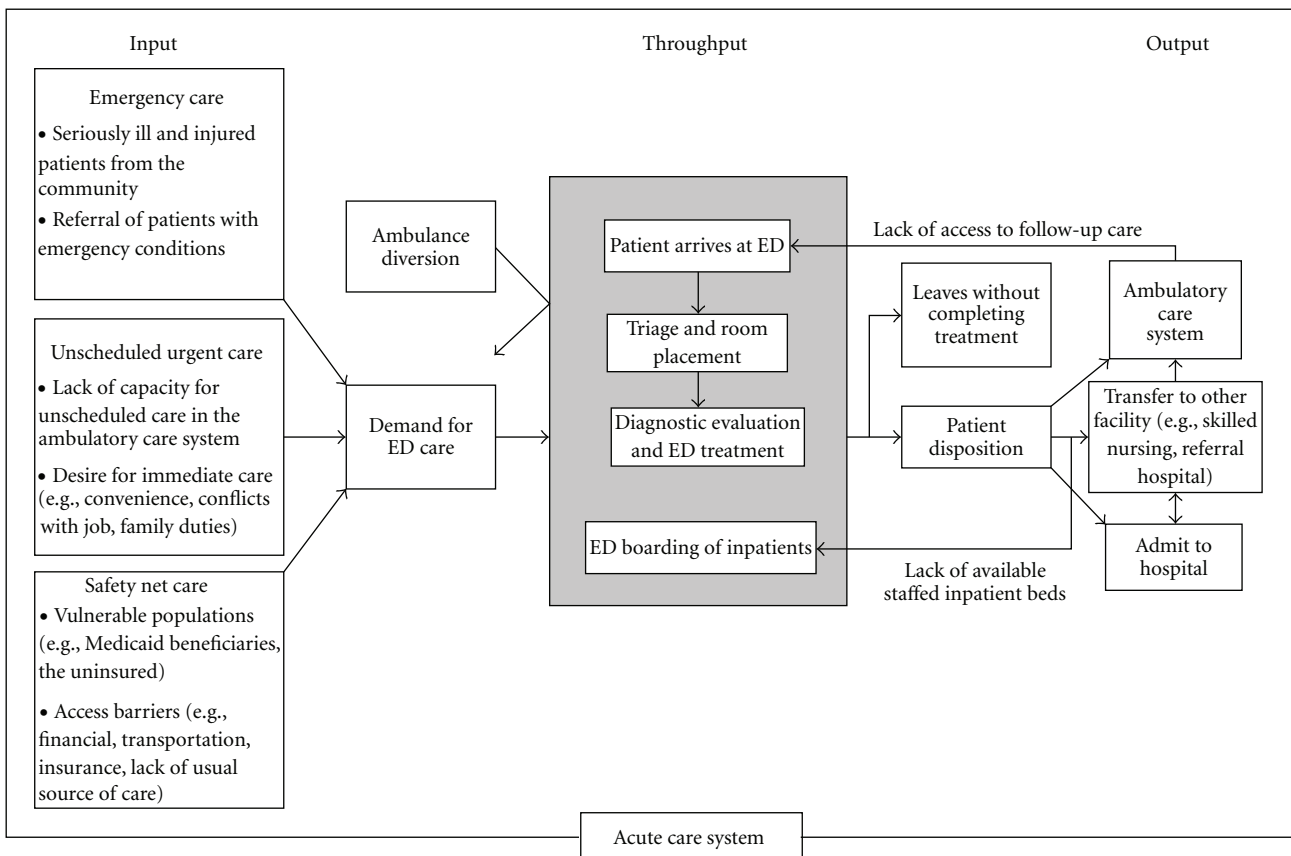 Input
Throughput
Output
Emergency care
• Seriously ill and injured
patients from the
community
• Referral of patients with
emergency conditions
Unscheduled urgent care
• Lack of capacity for
unscheduled care in the
ambulatory care system
• Desire for immediate care
(e.g., convenience, conflicts
with job, family duties)
Safety net care
• Vulnerable populations
(e.g., Medicaid beneficiaries,
the uninsured)
• Access barriers (e.g.,
financial, transportation,
insurance, lack of usual
source of care)
Ambulance
diversion
Demand for
ED care
Patient arrives at ED
Triage and room
placement
Diagnostic evaluation
and ED treatment
ED boarding of inpatients
Lack of access to follow-up care
Leaves without
completing
treatment
Patient
disposition
Lack of available
staffed inpatient beds
Ambulatory
care
system
Transfer to other
facility (e.g., skilled
nursing, referral
hospital)
Admit to
hospital
Acute care system